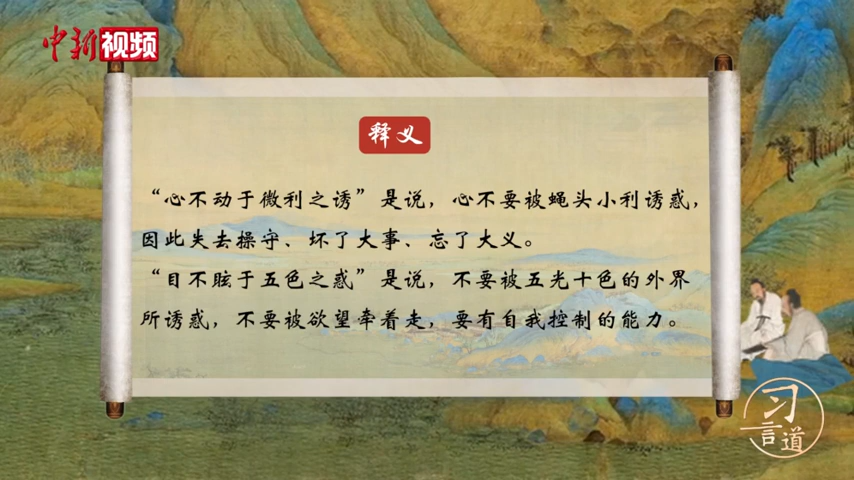 中新视频
释义
“心不动于微利之诱”是说，心不要被蝇头小利诱惑，
因此失去操守、坏了大事、忘了大义。
“目不眩于五色之惑”是说，不要被五光十色的外界
所诱惑，不要被欲望牵着走，要有自我控制的能力。
习言道